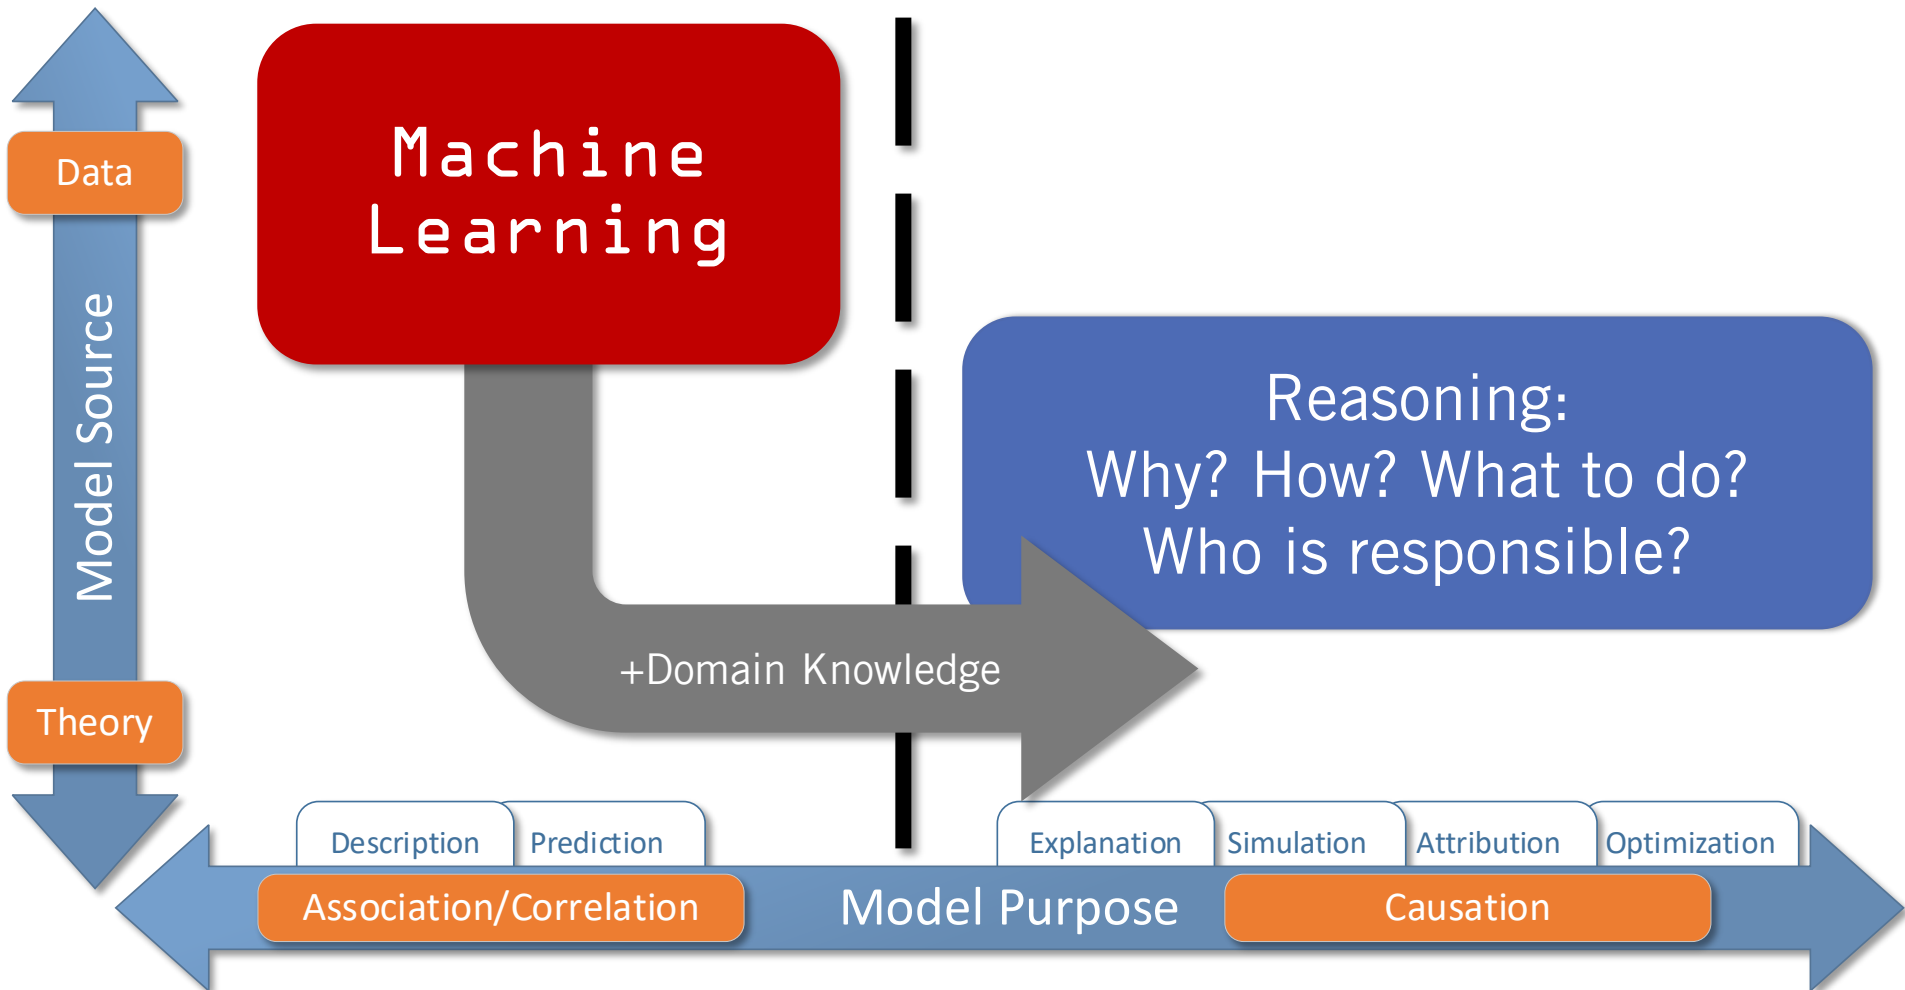 Machine
Learning
Data
Model Source
Theory
Reasoning:
Why? How? What to do?
Who is responsible?
+Domain Knowledge
Description
Prediction
Explanation
Simulation
Attribution
Optimization
Association/Correlation
Model Purpose
Causation